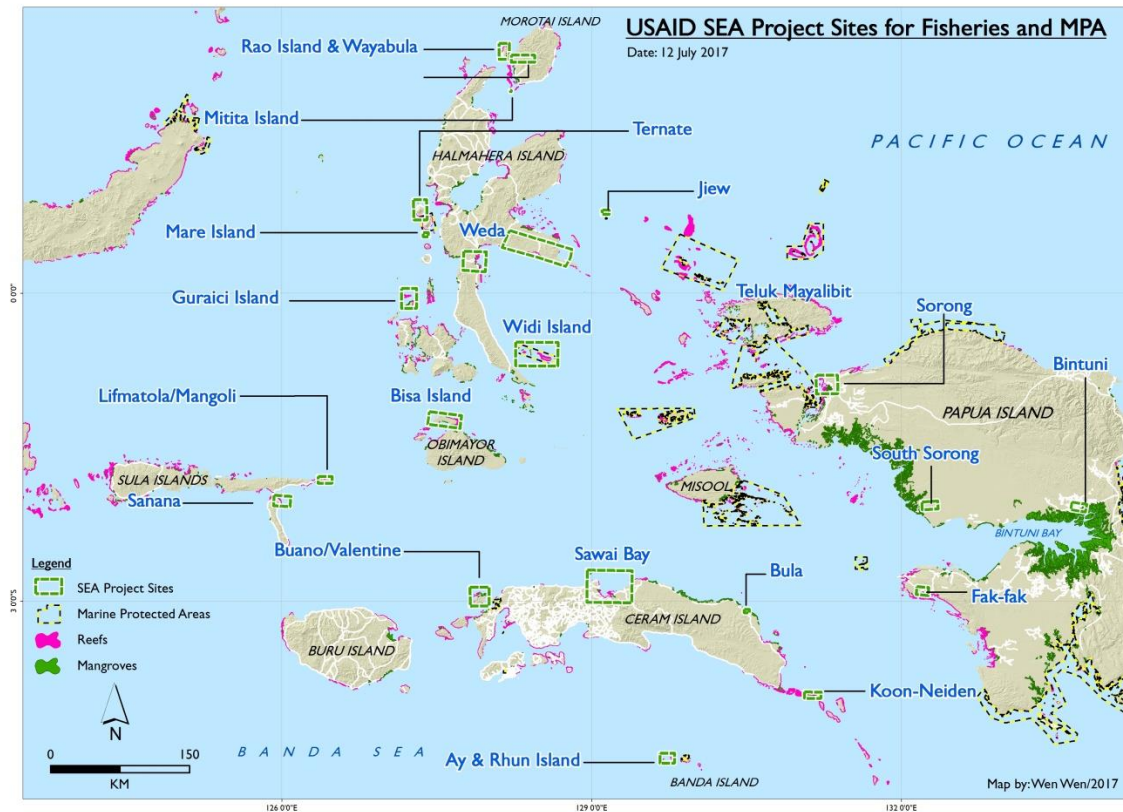 USAID SEA Project Sites for Fisheries and MPA
Date: 12 July 2017
MOROTAI ISLAND
Rao Island & Wayabula
Mitita Island
Ternate
PACIFIC OCEAN
HALMAHERA ISLAND
Jiew
Mare Island
Weda
0°0'0"
Guraici Island
Teluk Mayalibit
Widi Island
Sorong
Bintuni
Lifmatola/Mangoli
Bisa Island
PAPUA ISLAND
OBIMAYOR
ISLAND
South Sorong
SULA ISLANDS
MISOOL
Sanana
BINTUNI BAY
Buano/Valentine
Sawai Bay
Bula
Legend
SEA Project Sites
Marine Protected Areas
Reefs
Mangroves
3°0'0"S
Fak-fak
CERAM ISLAND
BURU ISLAND
Koon-Neiden
N
0 150
KM
BANDA SEA
Ay & Rhun Island
BANDA ISLAND
Map by: Wen Wen/2017
126°0'0"E
129°0'0"E
132°0'0"E